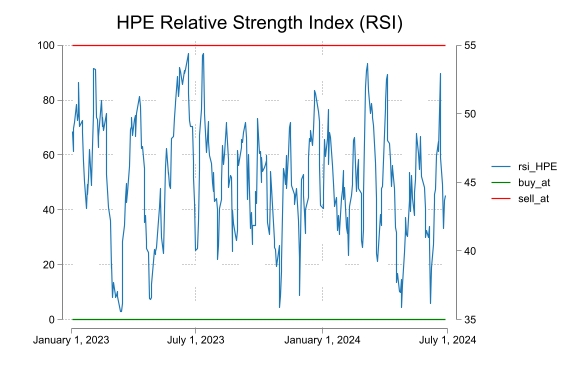 HPE Relative Strength Index (RSI)
100
80
60
40
20
0
55
50
45
40
35
January 1, 2023
July 1, 2023
January 1, 2024
July 1, 2024
rsi_HPE
buy_at
sell_at